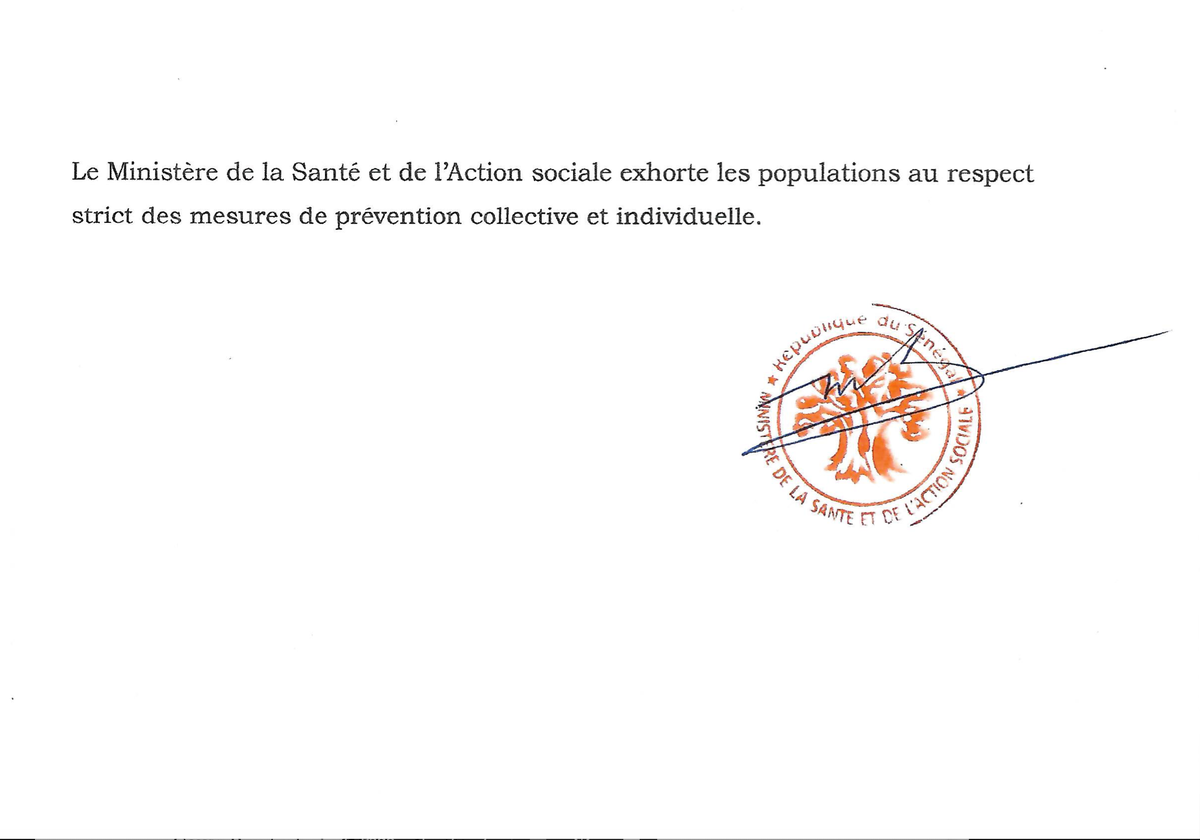 Le Ministère de la Santé et de l'Action sociale exhorte les populations au respect
strict des mesures de prévention collective et individuelle.
République du Sénégal
MINISTERE DE LA SANTE ET DE L'ACTION SOCIALE